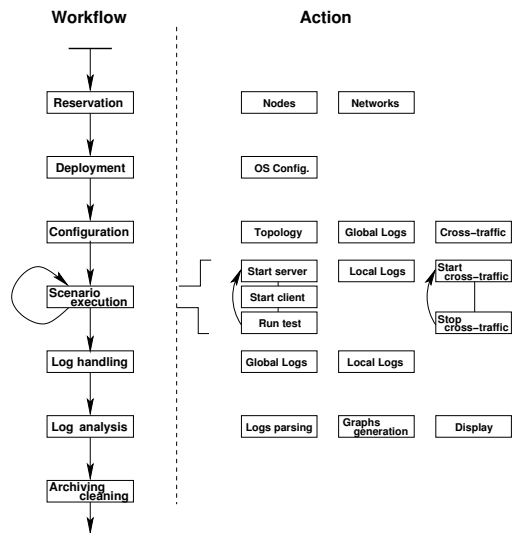 Workflow
Action
Reservation
Nodes
Networks
Deployment
OS Config.
Configuration
Topology
Global Logs
Cross-traffic
Scenario
execution
Start server
Start client
Run test
Local Logs
Start
cross-traffic
Stop
cross-traffic
Log handling
Global Logs
Local Logs
Log analysis
Logs parsing
Graphs
generation
Display
Archiving
cleaning